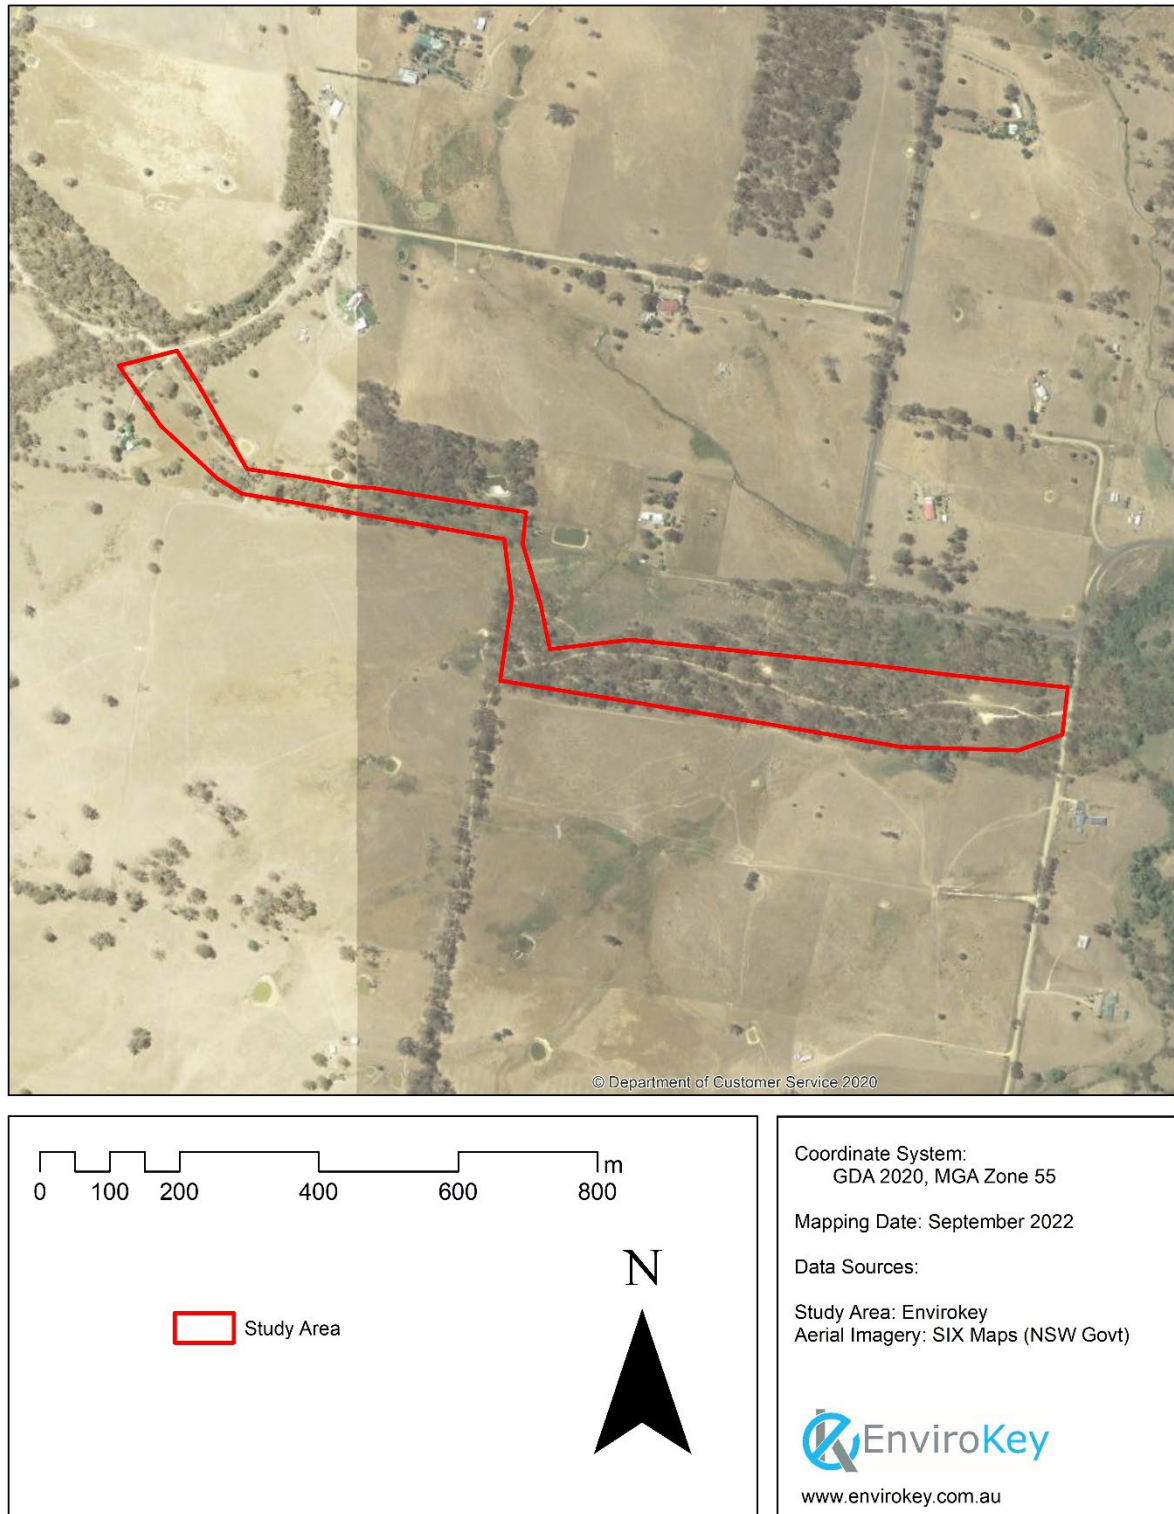 © Department of Customer Service 2020
m
0 100 200 400 600 800
N
Study Area
Coordinate System:
GDA 2020, MGA Zone 55
Mapping Date: September 2022
Data Sources:
Study Area: Envirokey
Aerial Imagery: SIX Maps (NSW Govt)
EnviroKey
www.envirokey.com.au